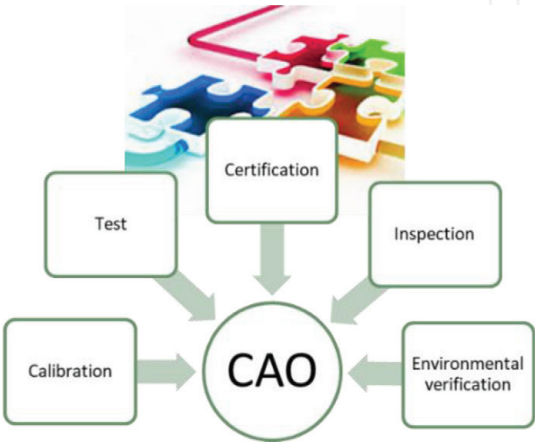 Certification
Test
Inspection
Calibration
CAO
Environmental
verification